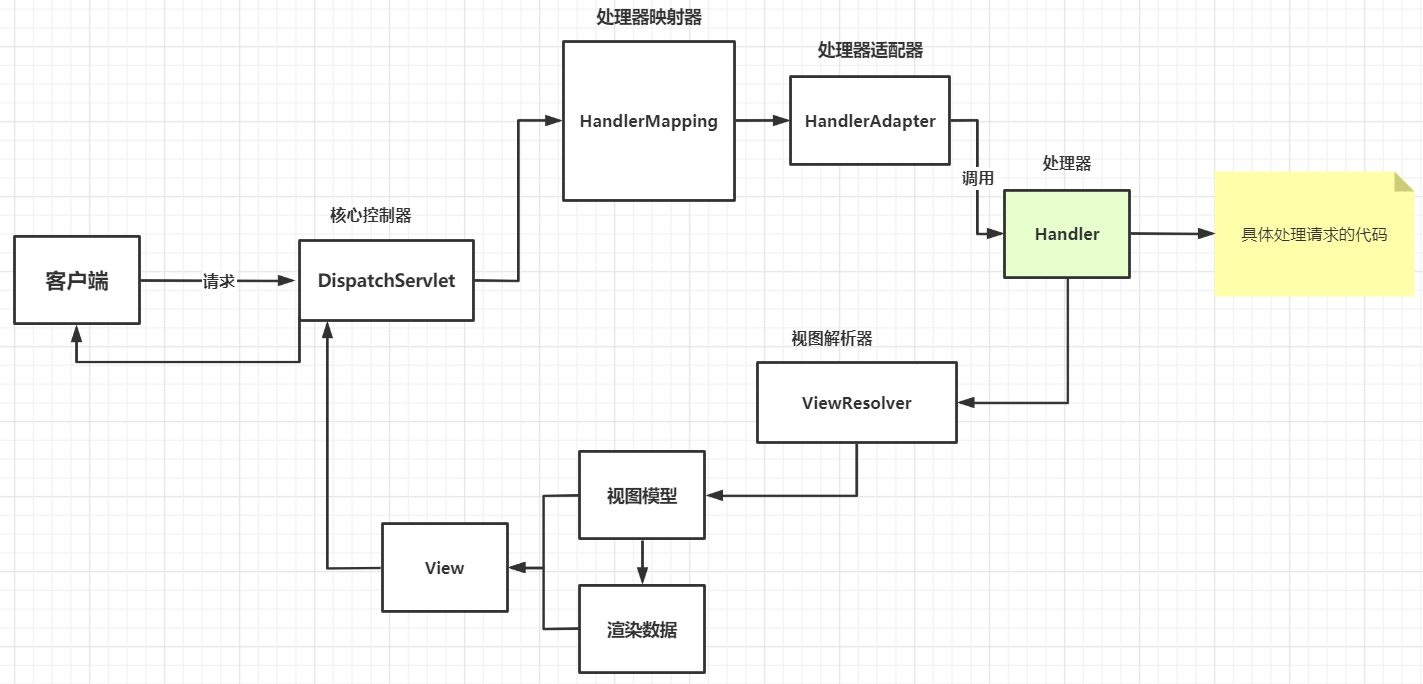 处理器映射器
处理器适配器
HandlerMapping
HandlerAdapter
处理器
调用
核心控制器
Handler
具体处理请求的代码
客户端
请求
DispatchServlet
视图解析器
ViewResolver
视图模型
View
渲染数据